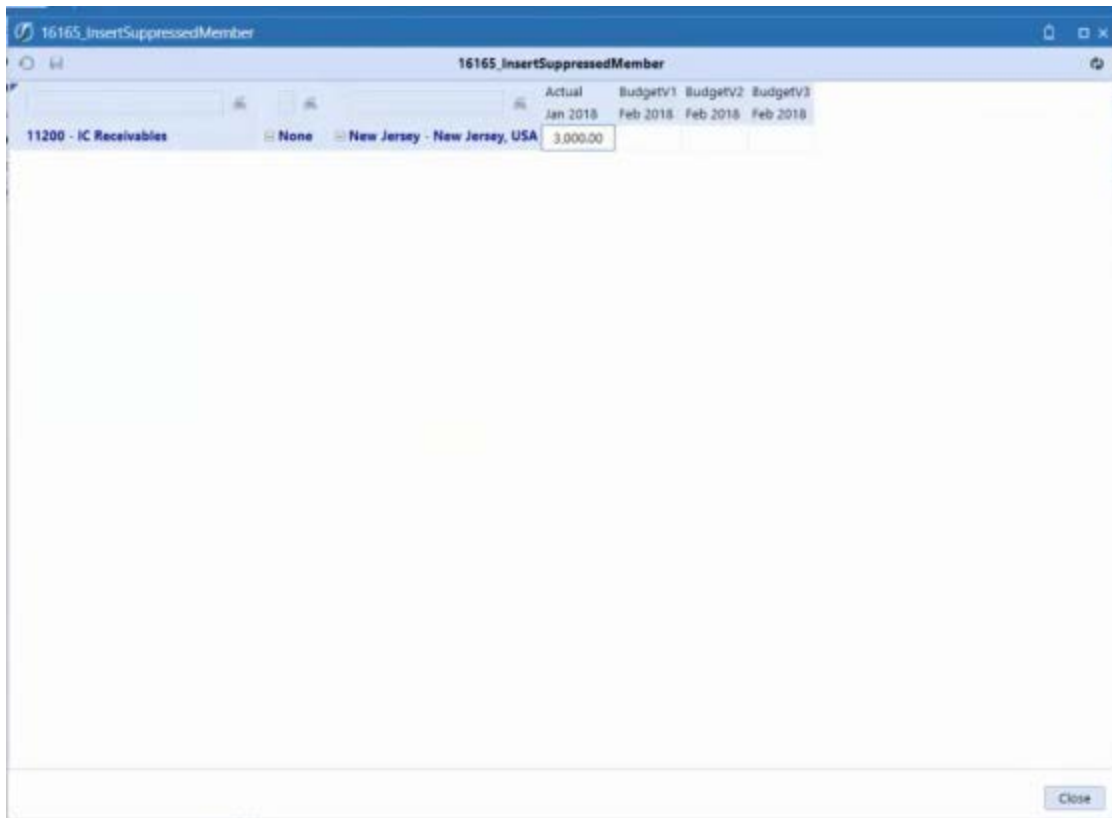 16165_InsertSuppressedMember
16165_InsertSuppressedMember
Actual BudgetV1 BudgetV2 BudgetV3
Jan 2018 Feb 2018 Feb 2018 Feb 2018
11200 - IC Receivables None New Jersey - New Jersey, USA 3,000.00
Close